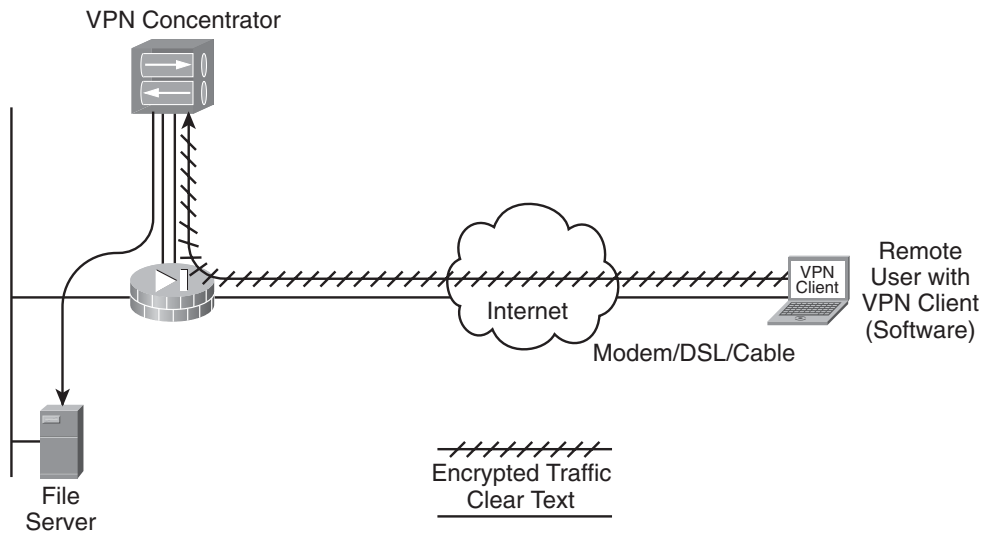 VPN Concentrator
Internet
VPN
Client
Remote
User with
VPN Client
(Software)
Modem/DSL/Cable
Encrypted Traffic
Clear Text
File
Server